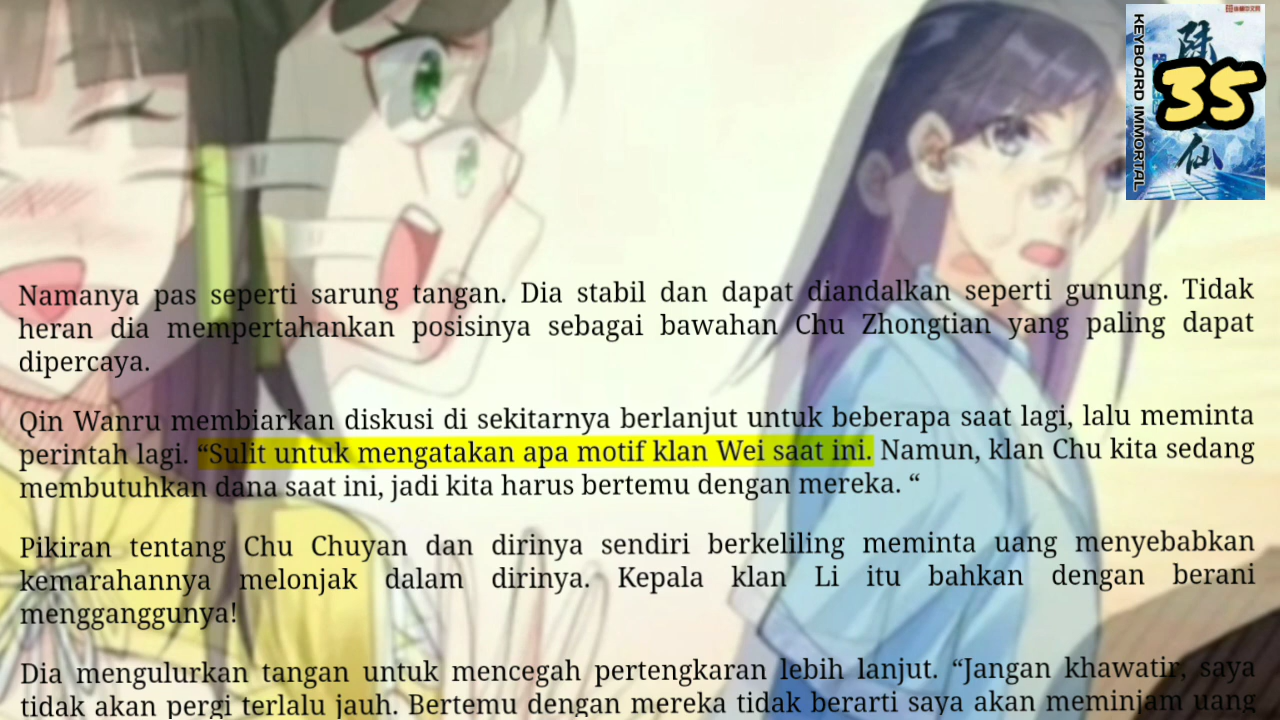 陆
仙
KEYBOARD IMMORTAL
35
Namanya pas seperti sarung tangan. Dia stabil dan dapat diandalkan seperti gunung. Tidak
heran dia mempertahankan posisinya sebagai bawahan Chu Zhongtian yang paling dapat
dipercaya.
Qin Wanru membiarkan diskusi di sekitarnya berlanjut untuk beberapa saat lagi, lalu meminta
perintah lagi. “Sulit untuk mengatakan apa motif klan Wei saat ini. Namun, klan Chu kita sedang
membutuhkan dana saat ini, jadi kita harus bertemu dengan mereka. “
Pikiran tentang Chu Chuyan dan dirinya sendiri berkeliling meminta uang menyebabkan
kemarahannya melonjak dalam dirinya. Kepala klan Li itu bahkan dengan berani
mengganggunya!
Dia mengulurkan tangan untuk mencegah pertengkaran lebih lanjut. “Jangan khawatir, saya
tidak akan pergi terlalu jauh. Bertemu dengan mereka tidak berarti saya akan meminjam uang